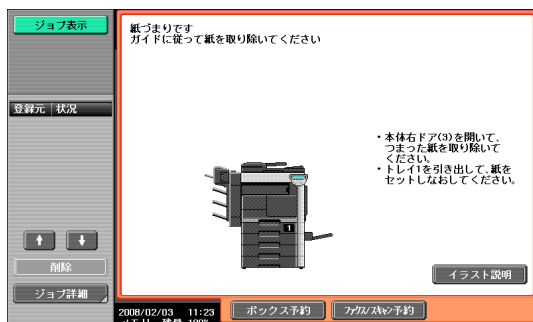 ジョブ表示
紙づまりです
ガイドに従って紙を取り除いてください
登録元 状況
・本体右ドア(3)を開いて、
つまった紙を取り除いて
ください。
・トレイ1を引き出して、紙を
セットしなおしてください。
1
削除
イラスト説明
ジョブ詳細
2008/02/03 11:23
メモリ 残量 100%
ボックス予約
ファクス/スキャン予約